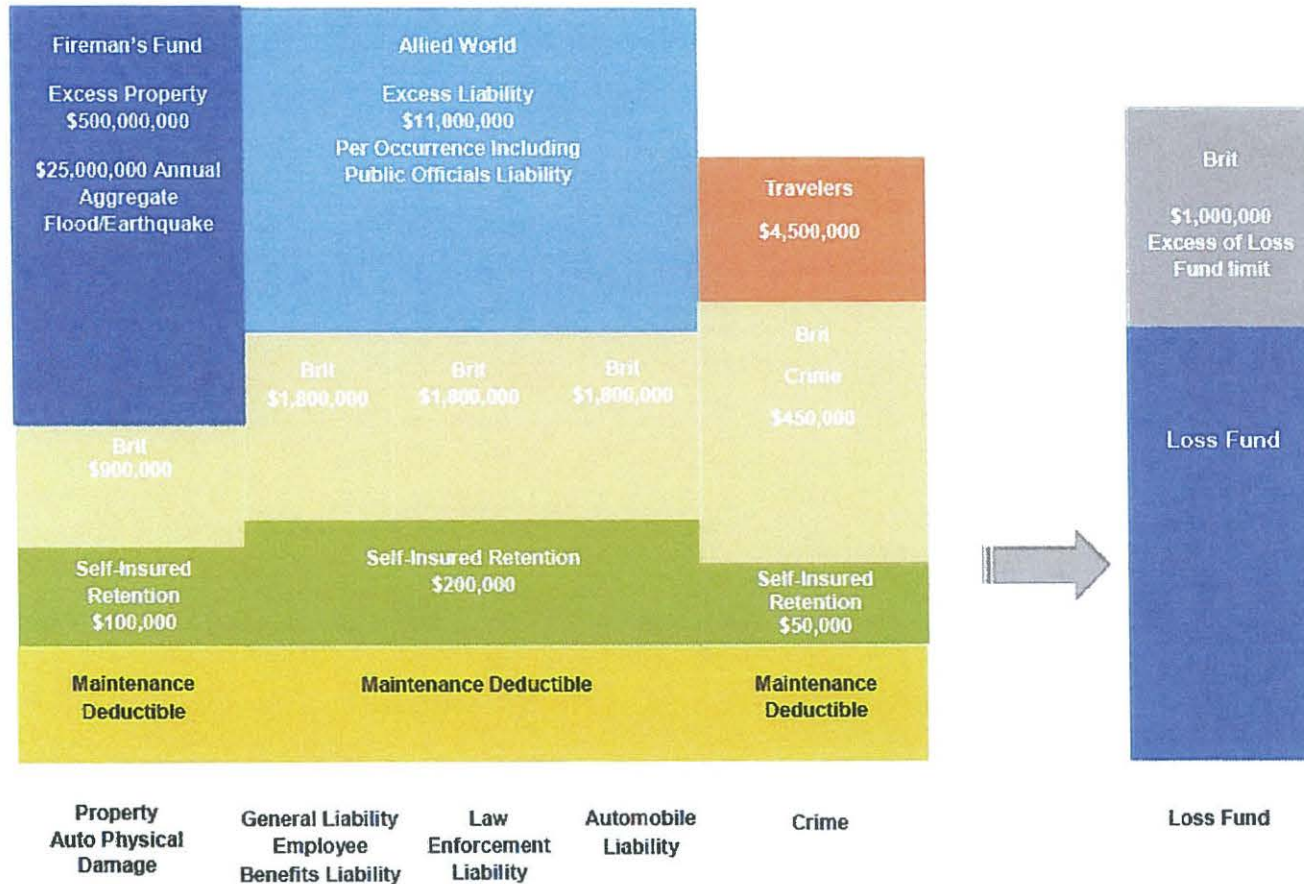 Fireman's Fund
Excess Property
$500,000,000
$25,000,000 Annual
Aggregate
Flood/Earthquake
Allied World
Excess Liability
$11,000,000
Per Occurrence Including
Public Officials Liability
Travelers
$4,500,000
Brit
$1,000,000
Excess of Loss
Fund limit
Brit
$900,000
Brit
$1,800,000
Brit
$1,800,000
Brit
$1,800,000
Brit
Crime
$450,000
Loss Fund
Self-Insured
Retention
$100,000
Self-Insured Retention
$200,000
Self-Insured
Retention
$50,000
Maintenance
Deductible
Maintenance Deductible
Maintenance
Deductible
Property
Auto Physical
Damage
General Liability
Employee
Benefits Liability
Law
Enforcement
Liability
Automobile
Liability
Crime
Loss Fund